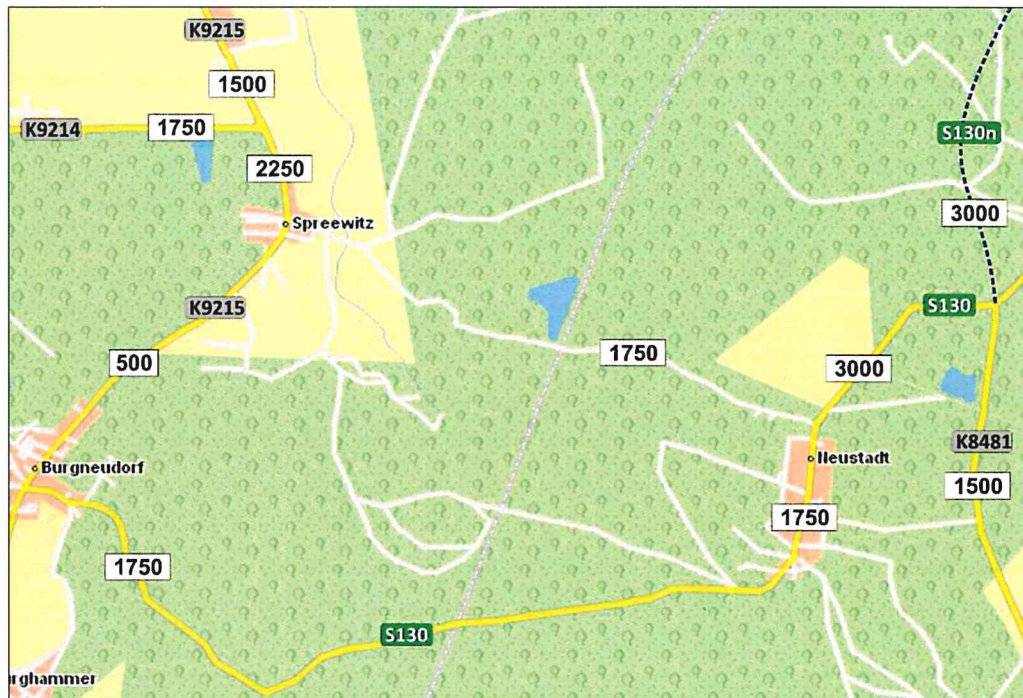 K9215
1500
K9214
1750
2250
S130n
3000
Spreewitz
K9215
S130
1750
500
3000
K8481
Burgneudorf
Neustadt
1500
1750
1750
S130
rghammer